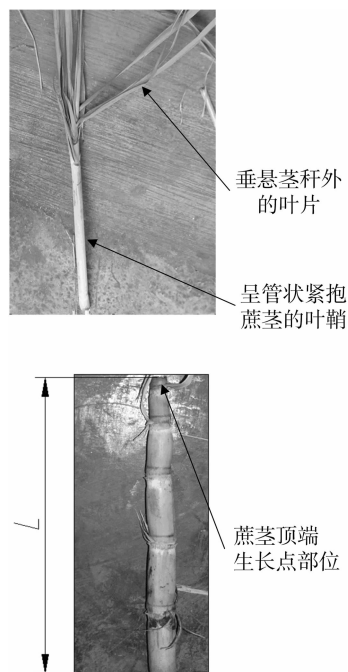 垂悬茎秆外
的叶片
呈管状紧抱
蔗茎的叶鞘
L
蔗茎顶端
生长点部位